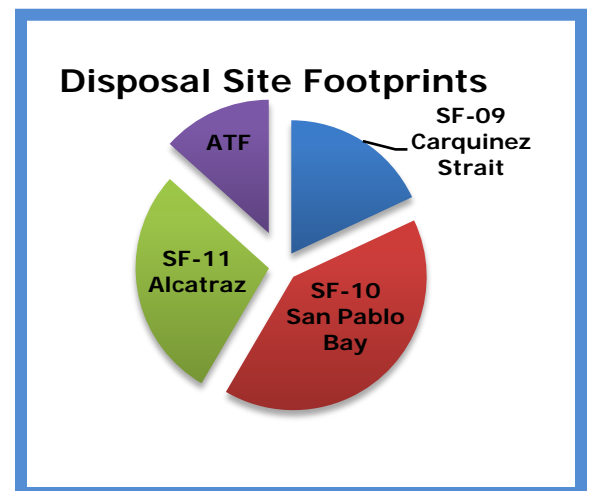 Disposal Site Footprints
ATF
SF-09
Carquinez
Strait
SF-11
Alcatraz
SF-10
San Pablo
Bay